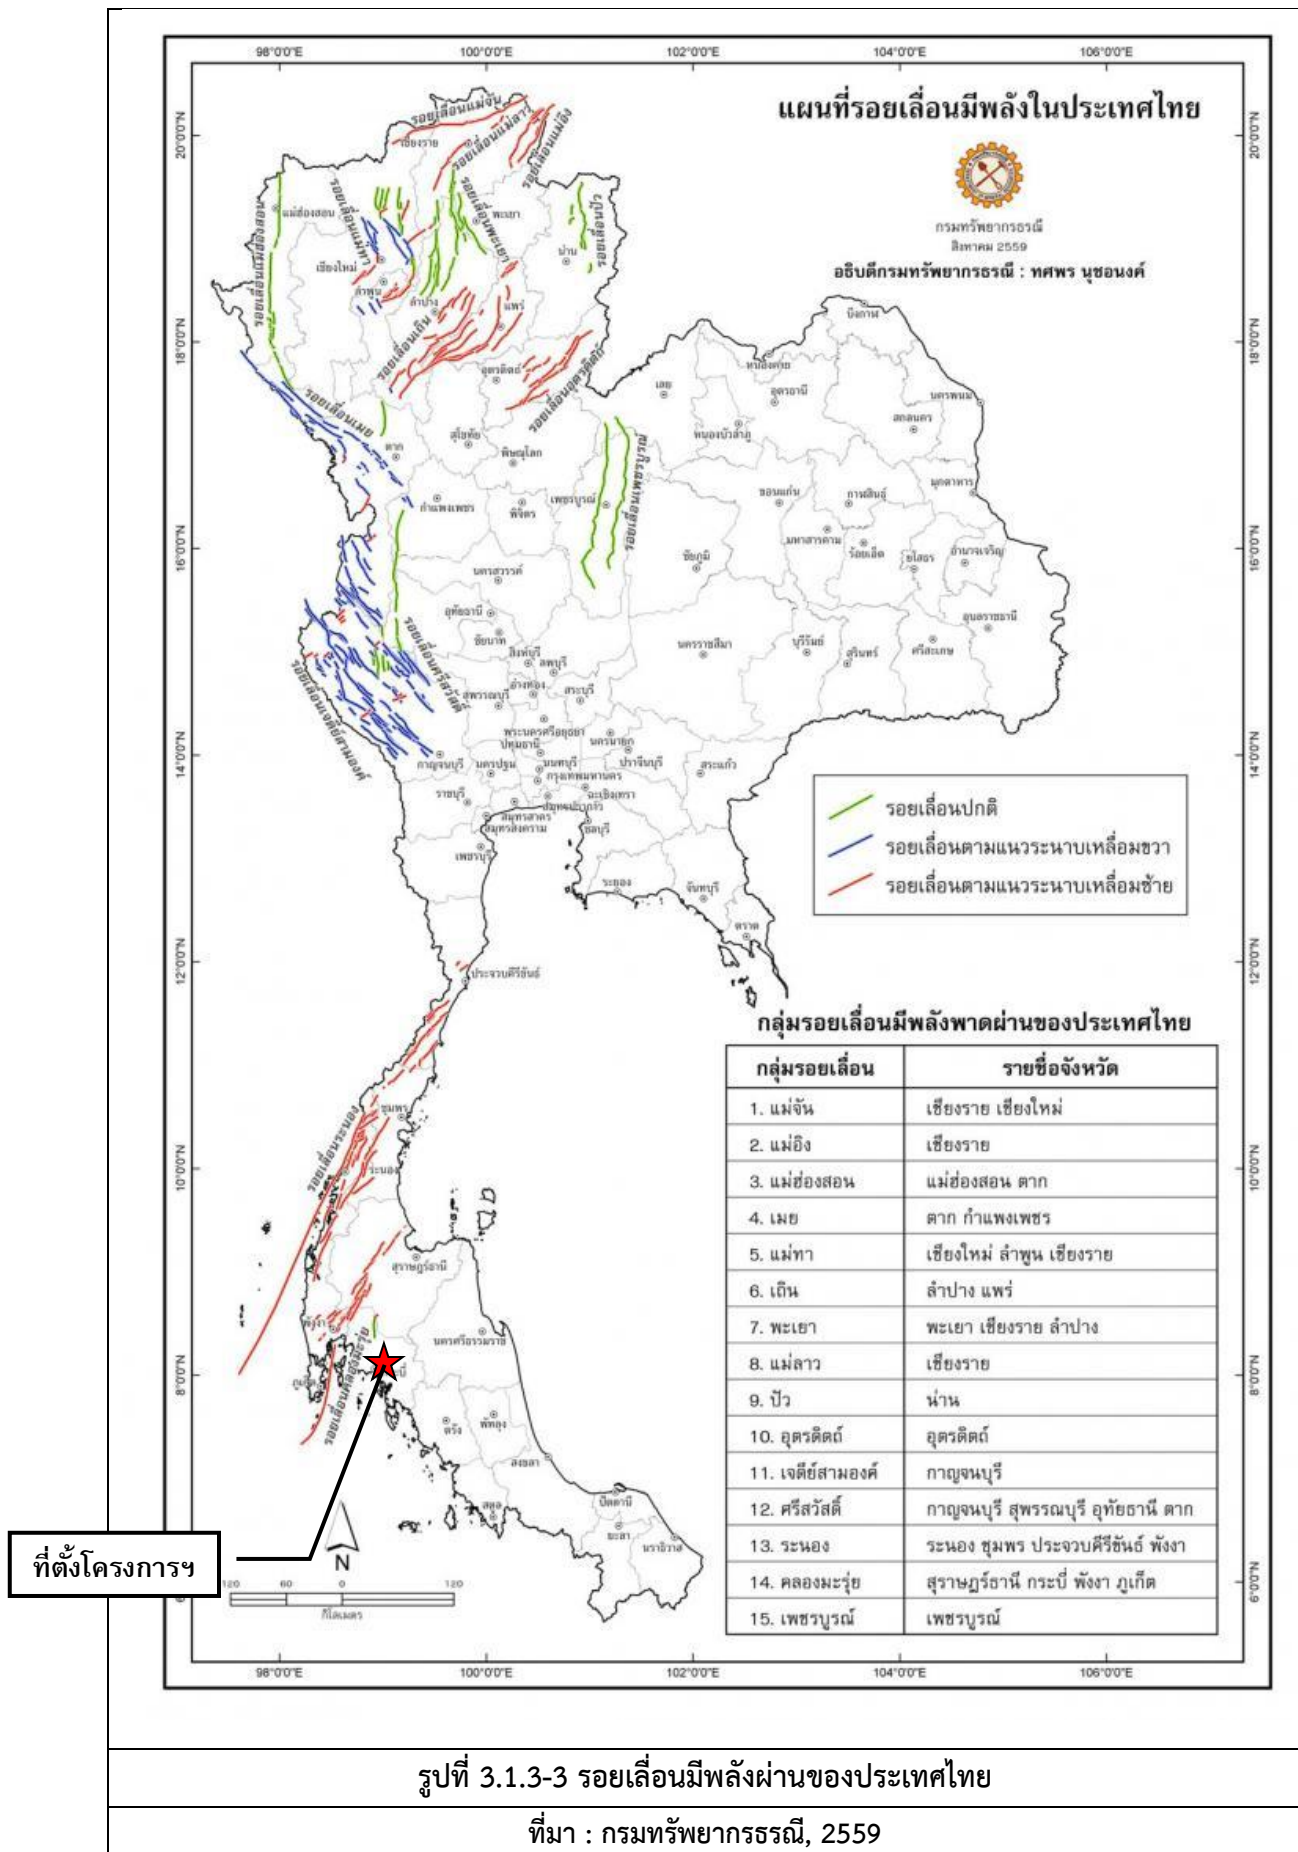 98°0'0"E 100°0'0"E 102°0'0"E 104°0'0"E 106°0'0"E
แผนที่รอยเลื่อนมีพลังในประเทศไทย
กรมทรัพยากรธรณี
สิงหาคม 2559
อธิบดีกรมทรัพยากรธรณี : ทศพร นุชอนงค์
20°0'0"N
18°0'0"N
16°0'0"N
14°0'0"N
12°0'0"N
10°0'0"N
8°0'0"N
20°0'0"N
18°0'0"N
16°0'0"N
14°0'0"N
12°0'0"N
10°0'0"N
8°0'0"N
6°0'0"N
รอยเลื่อนแม่จัน
รอยเลื่อนแม่ลาว
รอยเลื่อนแม่อิง
เชียงราย
รอยเลื่อนแม่ฮ่องสอน
แม่ฮ่องสอน
รอยเลื่อนแม่ทา
รอยเลื่อนพะเยา
พะเยา
น่าน
รอยเลื่อนปัว
เชียงใหม่
ลำพูน
ลำปาง
แพร่
รอยเลื่อนเถิน
อุตรดิตถ์
รอยเลื่อนอุตรดิตถ์
รอยเลื่อนเมย
ตาก
สุโขทัย
พิษณุโลก
กำแพงเพชร
พิจิตร
เพชรบูรณ์
รอยเลื่อนเพชรบูรณ์
เลย
หนองคาย
บึงกาฬ
อุดรธานี
หนองบัวลำภู
สกลนคร
นครพนม
มุกดาหาร
ขอนแก่น
กาฬสินธุ์
มหาสารคาม
ร้อยเอ็ด
ยโสธร
อำนาจเจริญ
ชัยภูมิ
นครสวรรค์
อุทัยธานี
ชัยนาท
สิงห์บุรี
ลพบุรี
อ่างทอง
สระบุรี
สุพรรณบุรี
รอยเลื่อนศรีสวัสดิ์
รอยเลื่อนเจดีย์สามองค์
นครราชสีมา
บุรีรัมย์
สุรินทร์
ศรีสะเกษ
อุบลราชธานี
พระนครศรีอยุธยา
ปทุมธานี
นครนายก
ปราจีนบุรี
สระแก้ว
กาญจนบุรี
นครปฐม
นนทบุรี
กรุงเทพมหานคร
ฉะเชิงเทรา
ราชบุรี
สมุทรปราการ
สมุทรสาคร
สมุทรสงคราม
ชลบุรี
เพชรบุรี
ระยอง
จันทบุรี
ตราด
ประจวบคีรีขันธ์
ชุมพร
รอยเลื่อนระนอง
ระนอง
สุราษฎร์ธานี
พังงา
นครศรีธรรมราช
รอยเลื่อนคลองมะรุ่ย
ตรัง
พัทลุง
สงขลา
สตูล
ปัตตานี
ยะลา
นราธิวาส
รอยเลื่อนปกติ
รอยเลื่อนตามแนวระนาบเหลื่อมขวา
รอยเลื่อนตามแนวระนาบเหลื่อมซ้าย
กลุ่มรอยเลื่อนมีพลังพาดผ่านของประเทศไทย
กลุ่มรอยเลื่อน รายชื่อจังหวัด
1. แม่จัน เชียงราย เชียงใหม่
2. แม่อิง เชียงราย
3. แม่ฮ่องสอน แม่ฮ่องสอน ตาก
4. เมย ตาก กำแพงเพชร
5. แม่ทา เชียงใหม่ ลำพูน เชียงราย
6. เถิน ลำปาง แพร่
7. พะเยา พะเยา เชียงราย ลำปาง
8. แม่ลาว เชียงราย
9. ปัว น่าน
10. อุตรดิตถ์ อุตรดิตถ์
11. เจดีย์สามองค์ กาญจนบุรี
12. ศรีสวัสดิ์ กาญจนบุรี สุพรรณบุรี อุทัยธานี ตาก
13. ระนอง ระนอง ชุมพร ประจวบคีรีขันธ์ พังงา
14. คลองมะรุ่ย สุราษฎร์ธานี กระบี่ พังงา ภูเก็ต
15. เพชรบูรณ์ เพชรบูรณ์
ที่ตั้งโครงการฯ
N
120 60 0 120
กิโลเมตร
98°0'0"E 100°0'0"E 102°0'0"E 104°0'0"E 106°0'0"E
รูปที่ 3.1.3-3 รอยเลื่อนมีพลังผ่านของประเทศไทย
ที่มา : กรมทรัพยากรธรณี, 2559